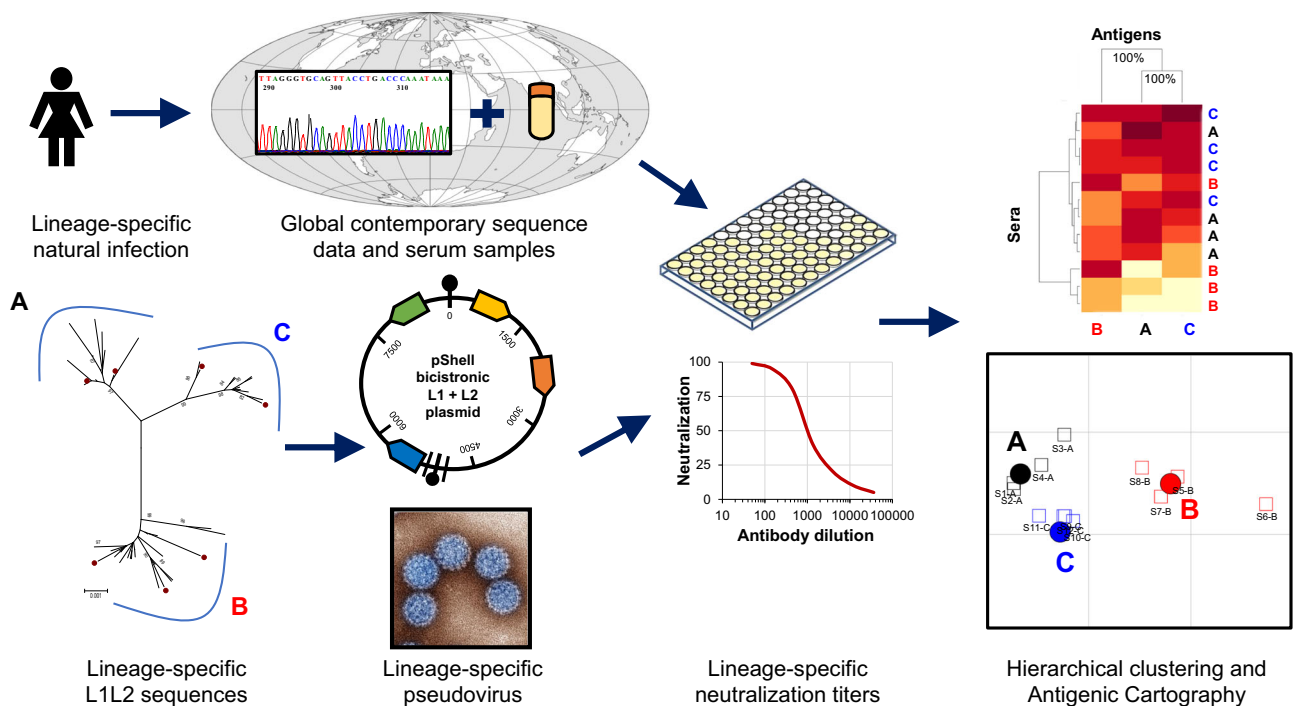 TTAGGGTGCAGTTACCTGACCCAAATAAA
290 300 310
Lineage-specific
natural infection
Global contemporary sequence
data and serum samples
Antigens
100%
100%
Sera
C
A
C
C
B
C
A
A
A
B
B
B
B A C
A
C
B
97
0.001
Lineage-specific
L1L2 sequences
0
1500
3000
4500
6000
7500
pShell
bicistronic
L1 + L2
plasmid
Lineage-specific
pseudovirus
Neutralization
100
75
50
25
0
10 100 1000 10000 100000
Antibody dilution
Lineage-specific
neutralization titers
A
S3-A
S4-A
S1-A
S2-A
S8-B
S5-B
S7-B
S6-B
B
S11-C
S10-C
C
Hierarchical clustering and
Antigenic Cartography